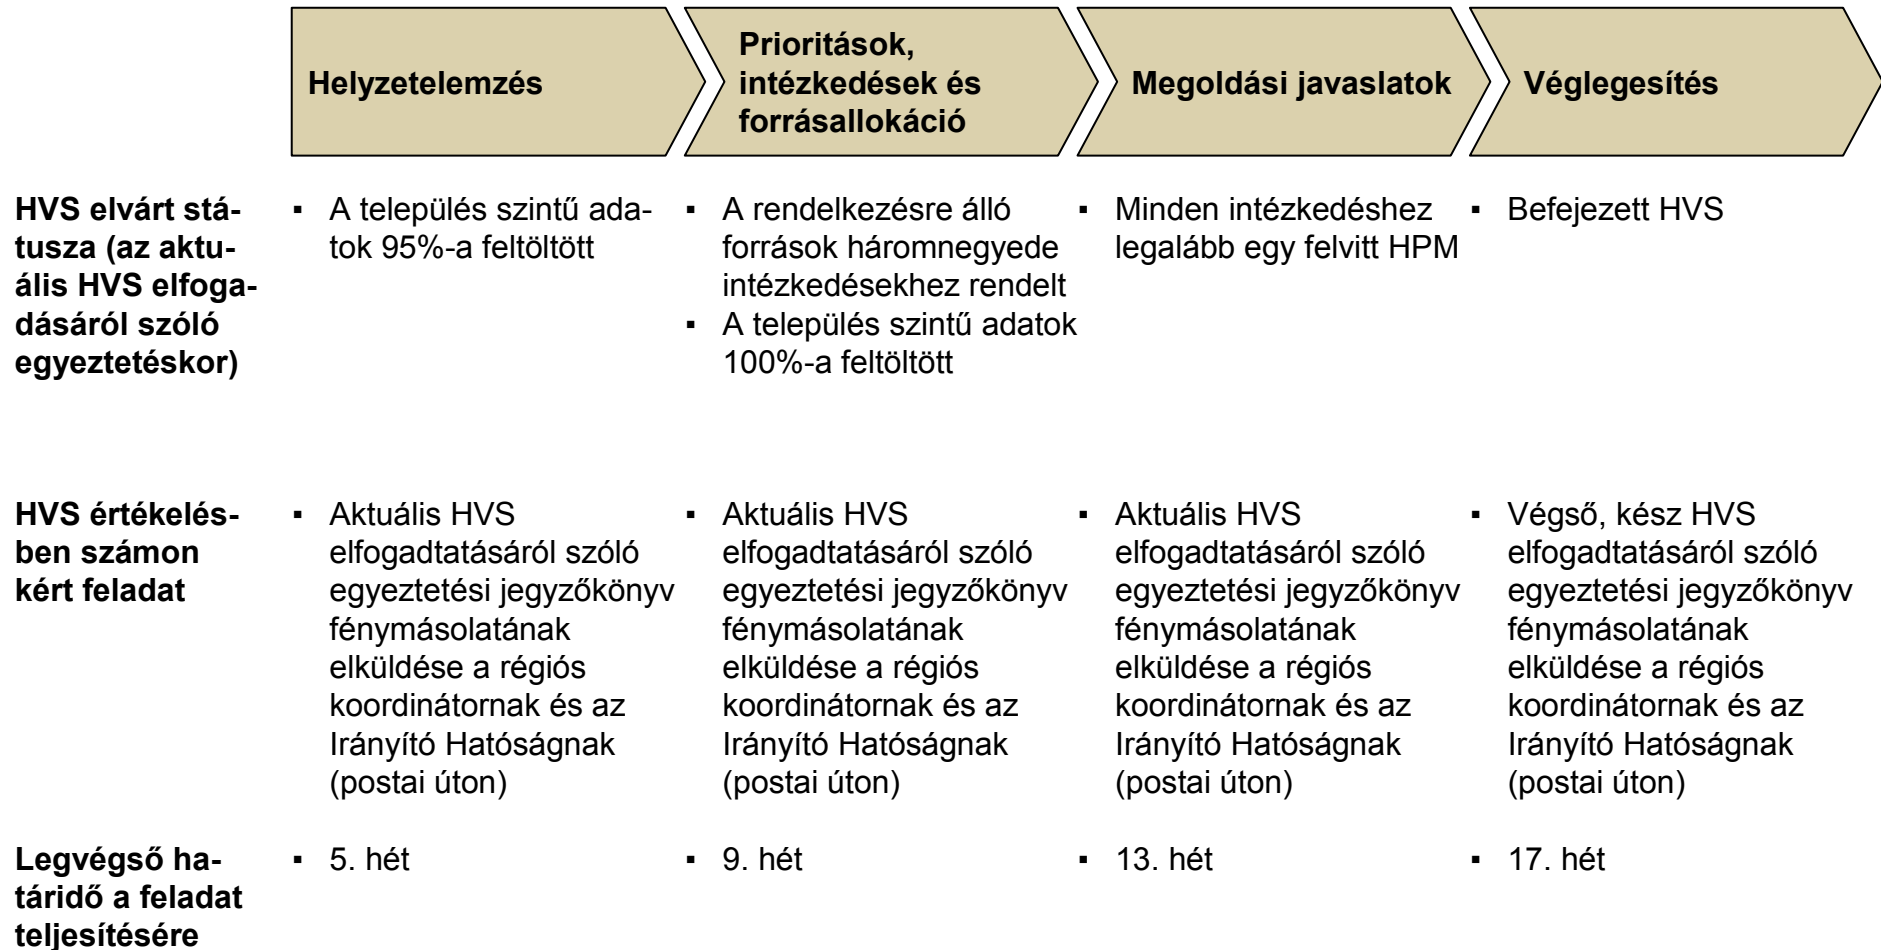 Helyzetelemzés
Prioritások,
intézkedések és
forrásallokáció
Megoldási javaslatok
Véglegesítés
HVS elvárt stá-
tusza (az aktu-
ális HVS elfoga-
dásáról szóló
egyeztetéskor)
▪ A település szintű ada-
tok 95%-a feltöltött
▪ A rendelkezésre álló
források háromnegyede
intézkedésekhez rendelt
▪ A település szintű adatok
100%-a feltöltött
▪ Minden intézkedéshez
legalább egy felvitt HPM
▪ Befejezett HVS
HVS értékelés-
ben számon
kért feladat
▪ Aktuális HVS
elfogadtatásáról szóló
egyeztetési jegyzőkönyv
fénymásolatának
elküldése a régiós
koordinátornak és az
Irányító Hatóságnak
(postai úton)
▪ Aktuális HVS
elfogadtatásáról szóló
egyeztetési jegyzőkönyv
fénymásolatának
elküldése a régiós
koordinátornak és az
Irányító Hatóságnak
(postai úton)
▪ Aktuális HVS
elfogadtatásáról szóló
egyeztetési jegyzőkönyv
fénymásolatának
elküldése a régiós
koordinátornak és az
Irányító Hatóságnak
(postai úton)
▪ Végső, kész HVS
elfogadtatásáról szóló
egyeztetési jegyzőkönyv
fénymásolatának
elküldése a régiós
koordinátornak és az
Irányító Hatóságnak
(postai úton)
Legvégső ha-
táridő a feladat
teljesítésére
▪ 5. hét
▪ 9. hét
▪ 13. hét
▪ 17. hét